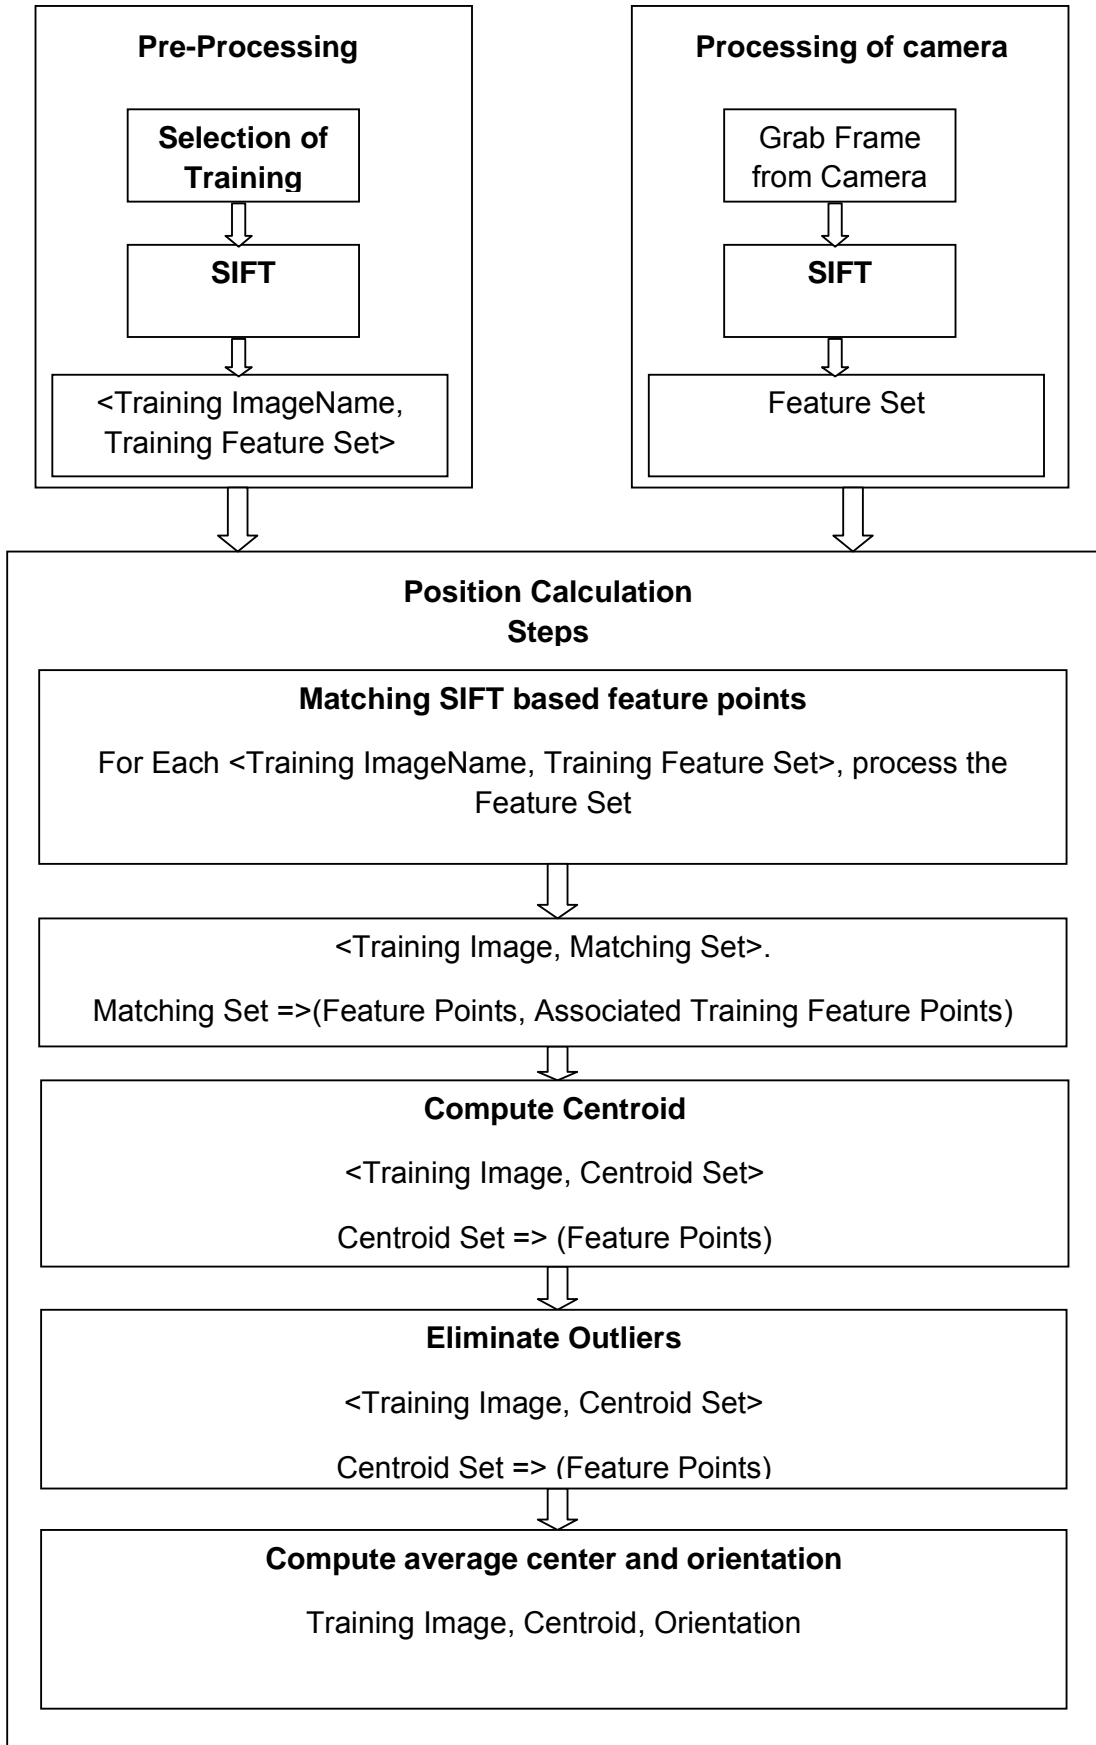 Pre-Processing
Selection of
Training
SIFT
<Training ImageName,
Training Feature Set>
Processing of camera
Grab Frame
from Camera
SIFT
Feature Set
Position Calculation
Steps
Matching SIFT based feature points
For Each <Training ImageName, Training Feature Set>, process the
Feature Set
<Training Image, Matching Set>.
Matching Set =>(Feature Points, Associated Training Feature Points)
Compute Centroid
<Training Image, Centroid Set>
Centroid Set => (Feature Points)
Eliminate Outliers
<Training Image, Centroid Set>
Centroid Set => (Feature Points)
Compute average center and orientation
Training Image, Centroid, Orientation